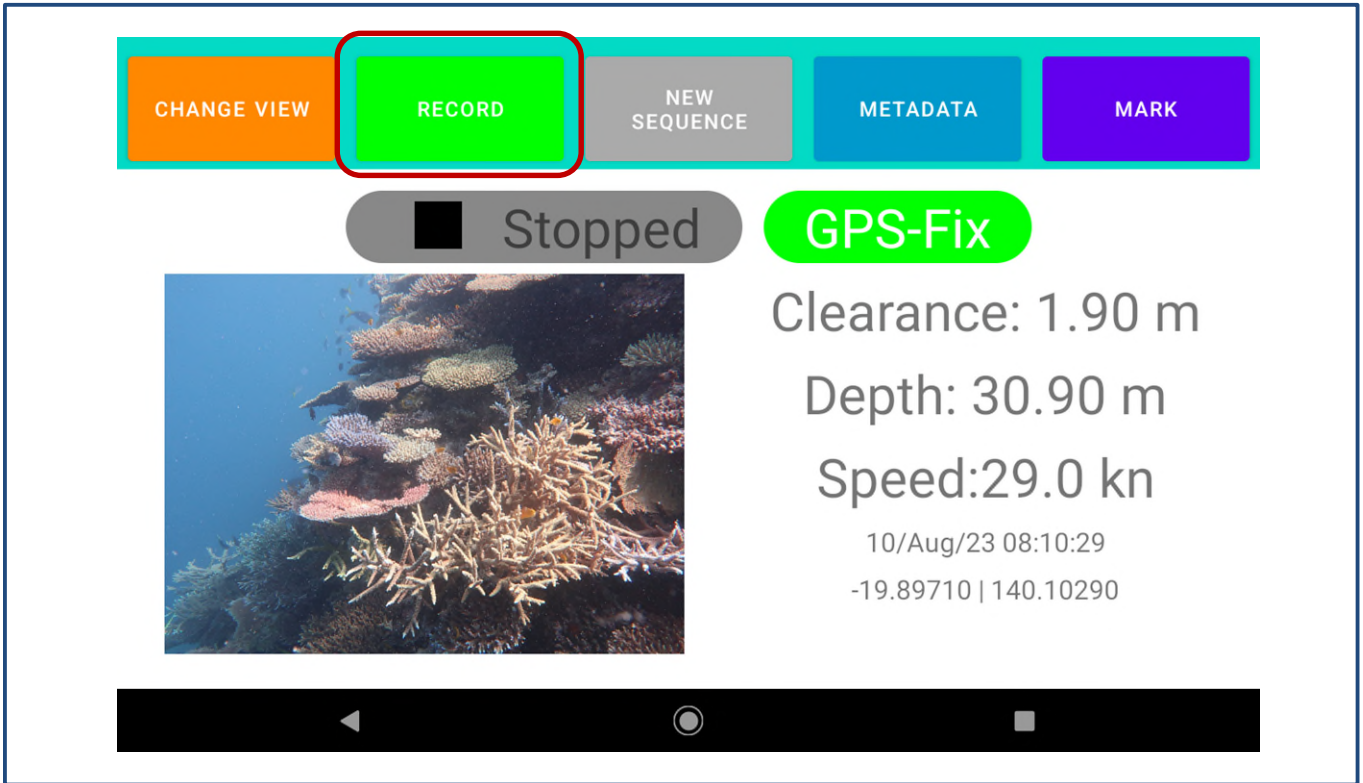 CHANGE VIEW
RECORD
NEW
SEQUENCE
METADATA
MARK
Stopped
GPS-Fix
Clearance: 1.90 m
Depth: 30.90 m
Speed:29.0 kn
10/Aug/23 08:10:29
-19.89710 | 140.10290